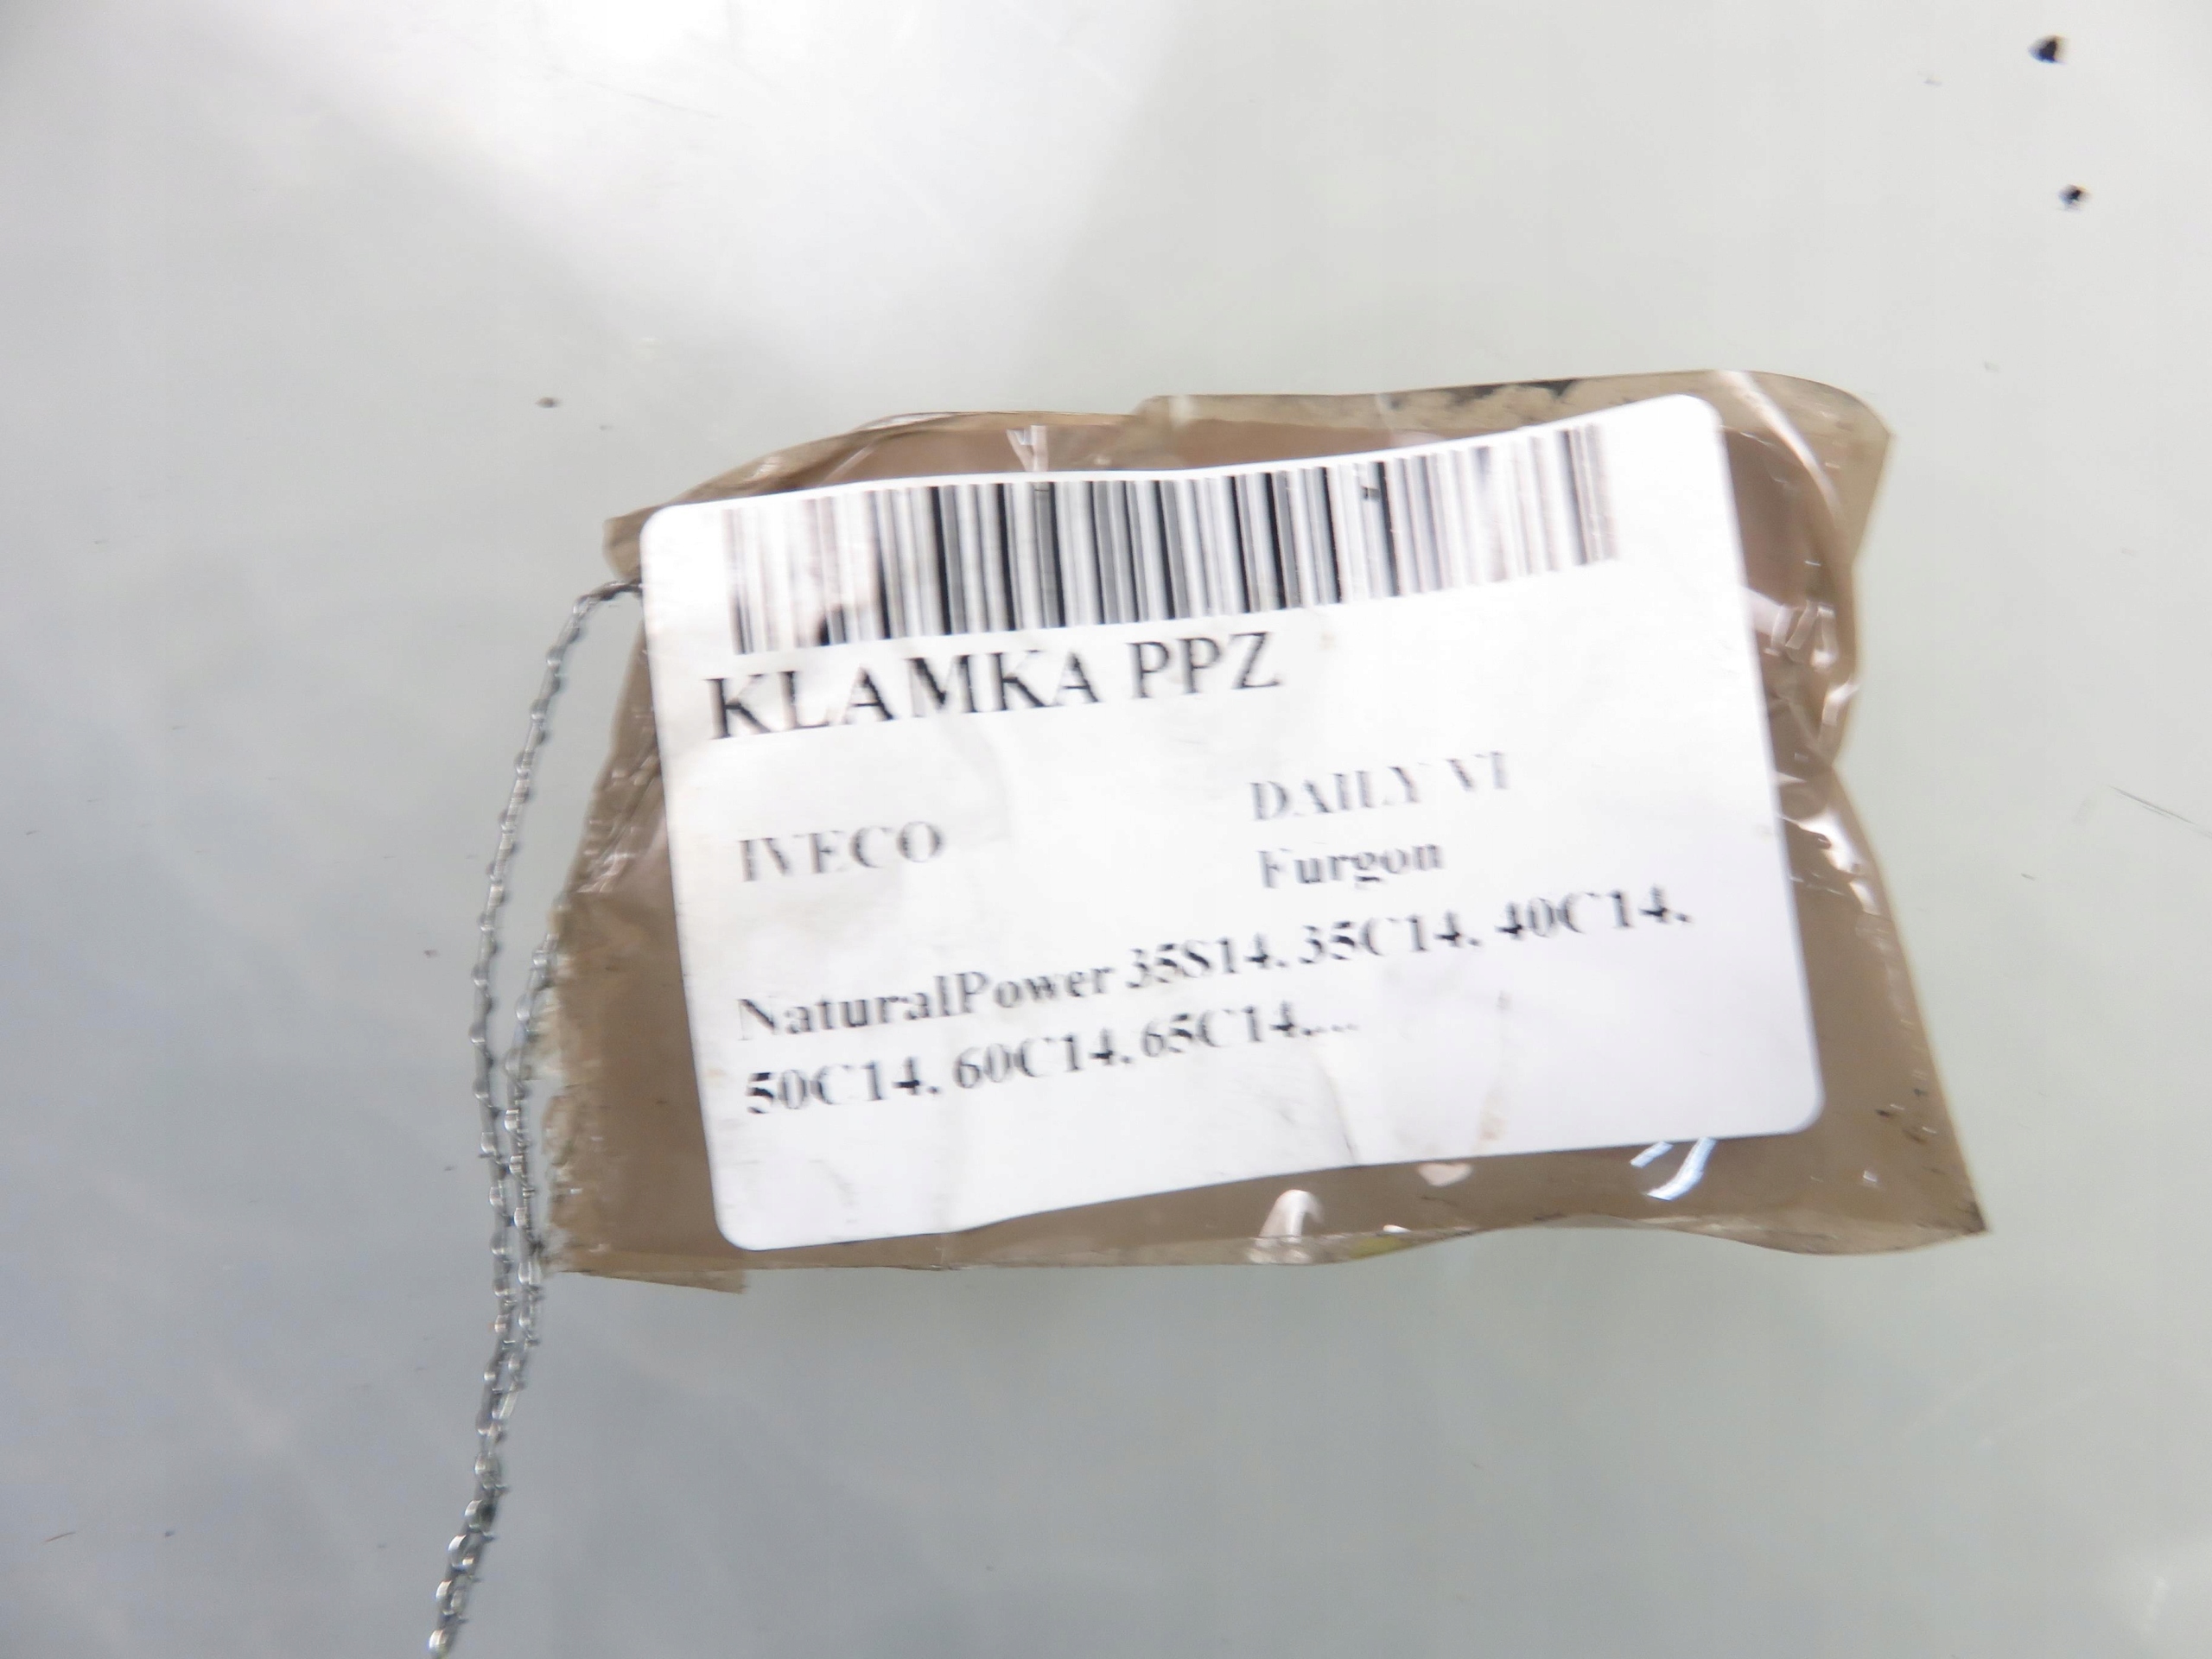 KLAMKA PPZ
IVECO
DAILY VI
Furgon
NaturalPower 35S14, 35C14, 40C14,
50C14, 60C14, 65C14,...